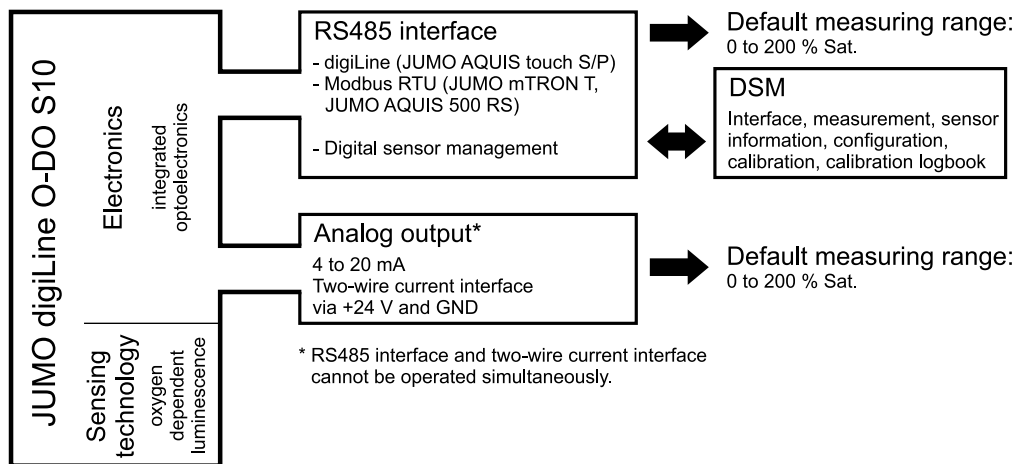 JUMO digiLine O-DO S10
Electronics
integrated
optoelectronics
Sensing
technology
oxygen
dependent
luminescence
RS485 interface
- digiLine (JUMO AQUIS touch S/P)
- Modbus RTU (JUMO mTRON T,
JUMO AQUIS 500 RS)
- Digital sensor management
Default measuring range:
0 to 200 % Sat.
DSM
Interface, measurement, sensor
information, configuration,
calibration, calibration logbook
Analog output*
4 to 20 mA
Two-wire current interface
via +24 V and GND
Default measuring range:
0 to 200 % Sat.
* RS485 interface and two-wire current interface
cannot be operated simultaneously.